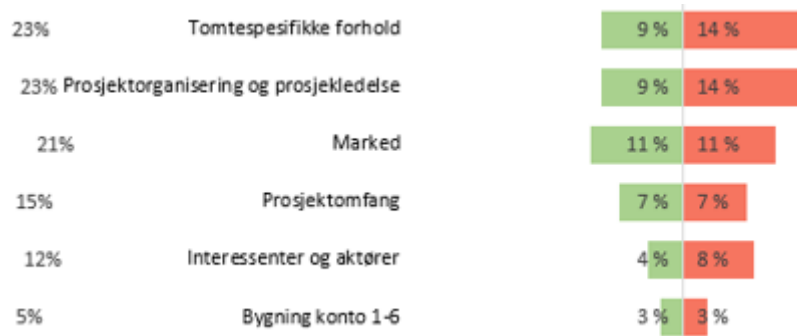 23% Tomtespesifikke forhold 9 % 14 %
23% Prosjektorganisering og prosjekledelse 9 % 14 %
21% Marked 11 % 11 %
15% Prosjektomfang 7 % 7 %
12% Interessenter og aktører 4 % 8 %
5% Bygning konto 1-6 3 % 3 %